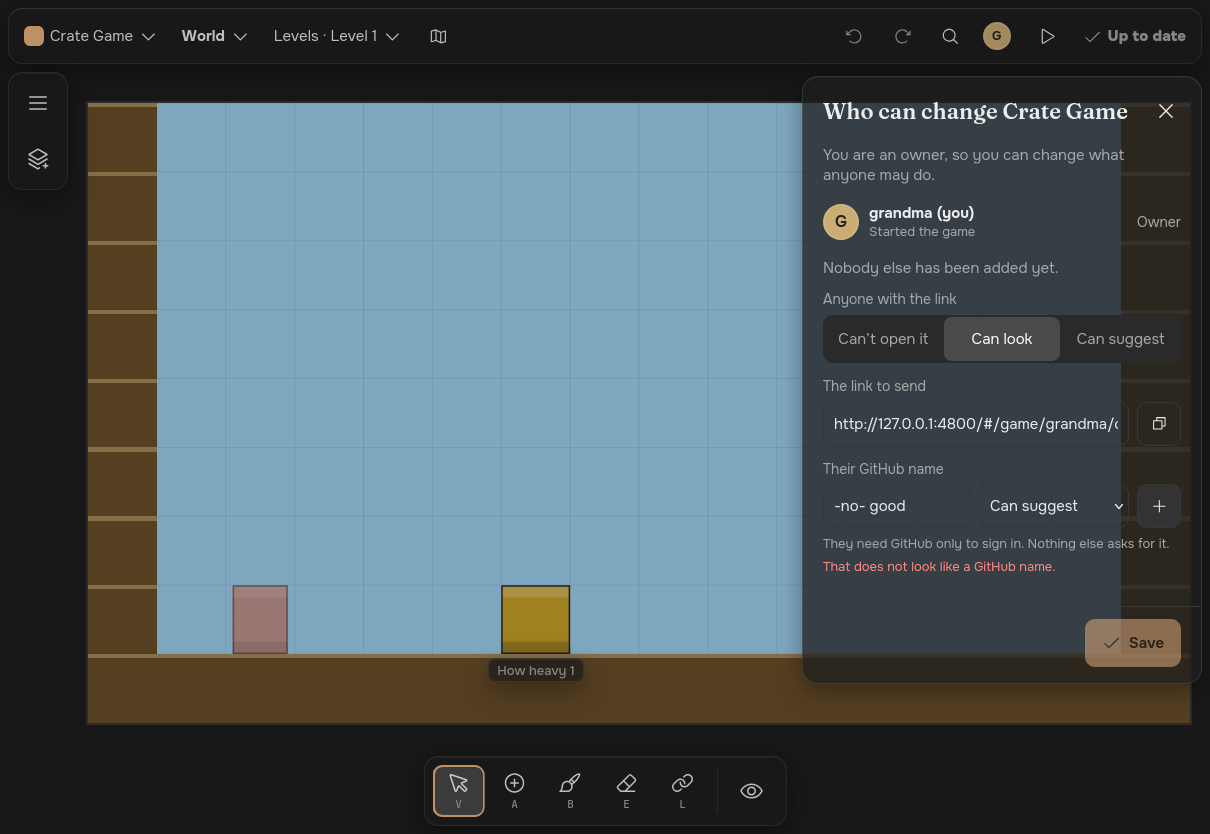 Crate Game
World
Levels · Level 1
G
Up to date
Who can change Crate Game
You are an owner, so you can change what
anyone may do.
G
grandma (you)
Started the game
Owner
Nobody else has been added yet.
Anyone with the link
Can't open it
Can look
Can suggest
The link to send
http://127.0.0.1:4800/#/game/grandma/c
Their GitHub name
-no- good
Can suggest
They need GitHub only to sign in. Nothing else asks for it.
That does not look like a GitHub name.
Save
How heavy 1
V
A
B
E
L